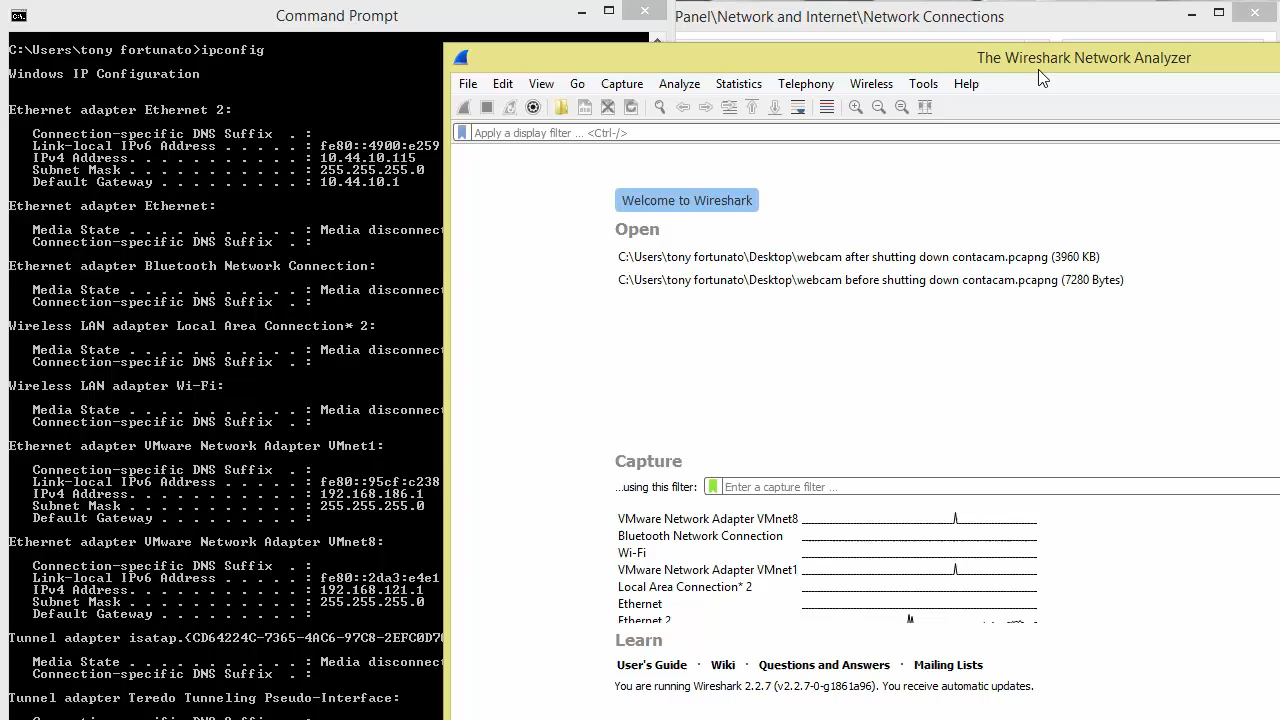 Command Prompt
C:\Users\tony fortunato>ipconfig
Windows IP Configuration
Ethernet adapter Ethernet 2:
Connection-specific DNS Suffix  . :
Link-local IPv6 Address . . . . . : fe80::4900:e259
IPv4 Address. . . . . . . . . . . : 10.44.10.115
Subnet Mask . . . . . . . . . . . : 255.255.255.0
Default Gateway . . . . . . . . . : 10.44.10.1
Ethernet adapter Ethernet:
Media State . . . . . . . . . . . : Media disconnect
Connection-specific DNS Suffix  . :
Ethernet adapter Bluetooth Network Connection:
Media State . . . . . . . . . . . : Media disconnect
Connection-specific DNS Suffix  . :
Wireless LAN adapter Local Area Connection* 2:
Media State . . . . . . . . . . . : Media disconnect
Connection-specific DNS Suffix  . :
Wireless LAN adapter Wi-Fi:
Media State . . . . . . . . . . . : Media disconnect
Connection-specific DNS Suffix  . :
Ethernet adapter VMware Network Adapter VMnet1:
Connection-specific DNS Suffix  . :
Link-local IPv6 Address . . . . . : fe80::95cf:c238
IPv4 Address. . . . . . . . . . . : 192.168.186.1
Subnet Mask . . . . . . . . . . . : 255.255.255.0
Default Gateway . . . . . . . . . :
Ethernet adapter VMware Network Adapter VMnet8:
Connection-specific DNS Suffix  . :
Link-local IPv6 Address . . . . . : fe80::2da3:e4e1
IPv4 Address. . . . . . . . . . . : 192.168.121.1
Subnet Mask . . . . . . . . . . . : 255.255.255.0
Default Gateway . . . . . . . . . :
Tunnel adapter isatap.{CD64224C-7365-4AC6-97C8-2EFC0D7
Media State . . . . . . . . . . . : Media disconnect
Connection-specific DNS Suffix  . :
Tunnel adapter Teredo Tunneling Pseudo-Interface:
Panel\Network and Internet\Network Connections
The Wireshark Network Analyzer
File Edit View Go Capture Analyze Statistics Telephony Wireless Tools Help
Apply a display filter ... <Ctrl-/>
Welcome to Wireshark
Open
C:\Users\tony fortunato\Desktop\webcam after shutting down contacam.pcapng (3960 KB)
C:\Users\tony fortunato\Desktop\webcam before shutting down contacam.pcapng (7280 Bytes)
Capture
...using this filter: Enter a capture filter ...
VMware Network Adapter VMnet8
Bluetooth Network Connection
Wi-Fi
VMware Network Adapter VMnet1
Local Area Connection* 2
Ethernet
Ethernet 2
Learn
User's Guide · Wiki · Questions and Answers · Mailing Lists
You are running Wireshark 2.2.7 (v2.2.7-0-g1861a96). You receive automatic updates.